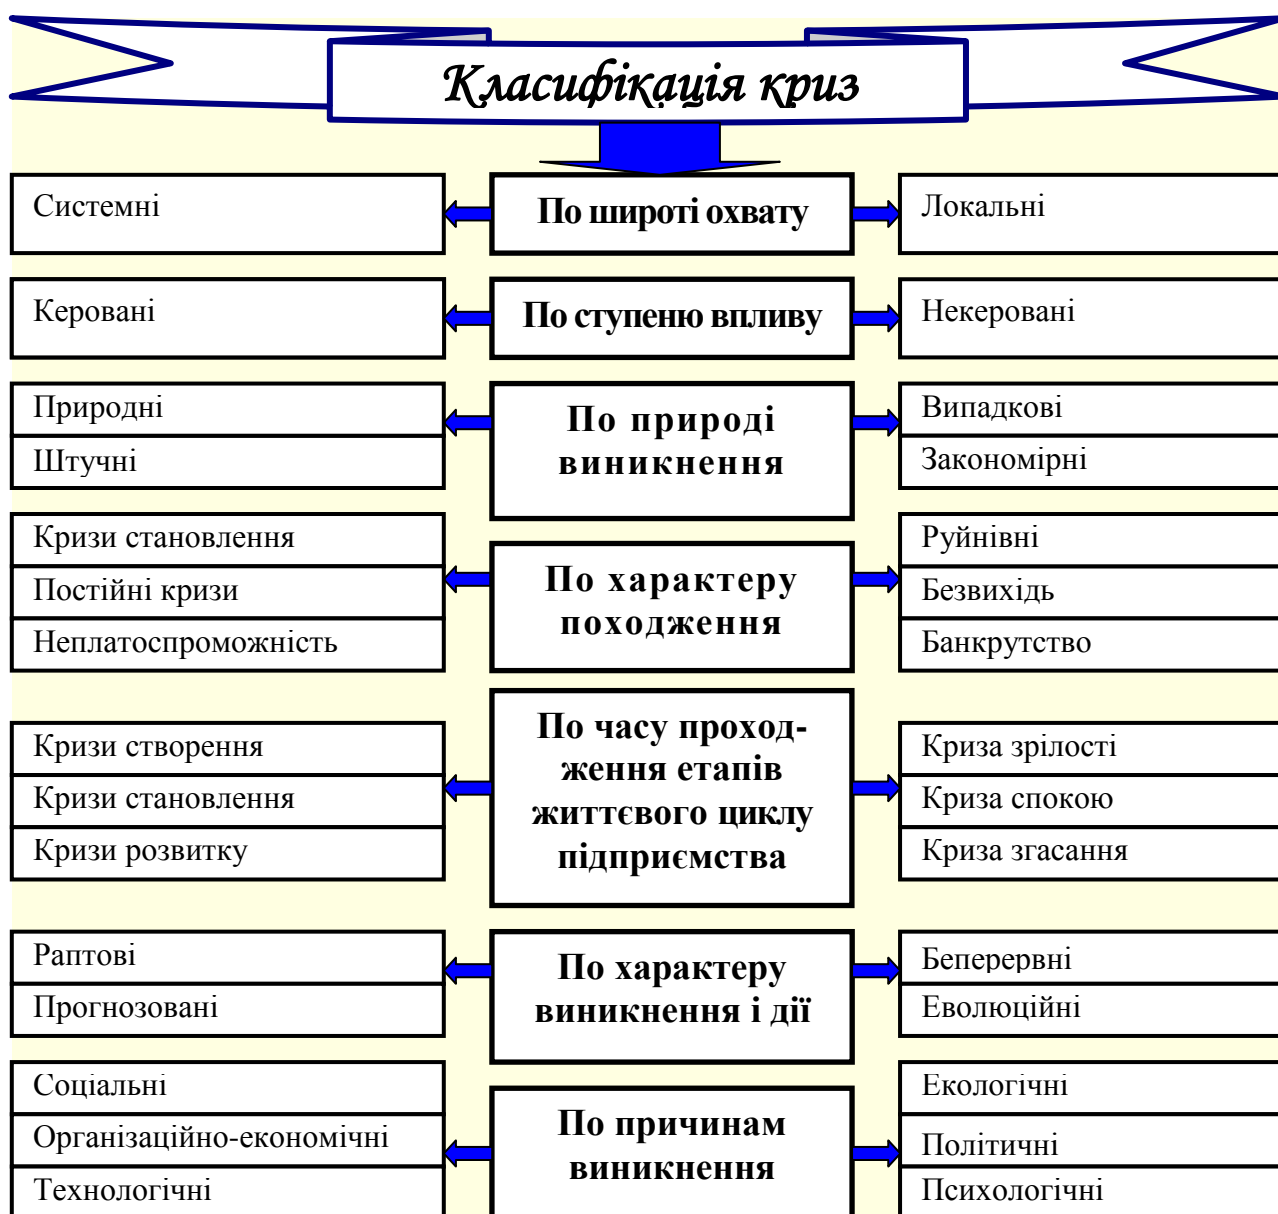 Класифікація криз
Системні
По широті охвату
Локальні
Керовані
По ступеню впливу
Некеровані
Природні
Штучні
По природі
виникнення
Випадкові
Закономірні
Кризи становлення
Постійні кризи
Неплатоспроможність
По характеру
походження
Руйнівні
Безвихідь
Банкрутство
Кризи створення
Кризи становлення
Кризи розвитку
По часу проход-
ження етапів
життєвого циклу
підприємства
Криза зрілості
Криза спокою
Криза згасання
Раптові
Прогнозовані
По характеру
виникнення і дії
Беперервні
Еволюційні
Соціальні
Організаційно-економічні
Технологічні
По причинам
виникнення
Екологічні
Політичні
Психологічні